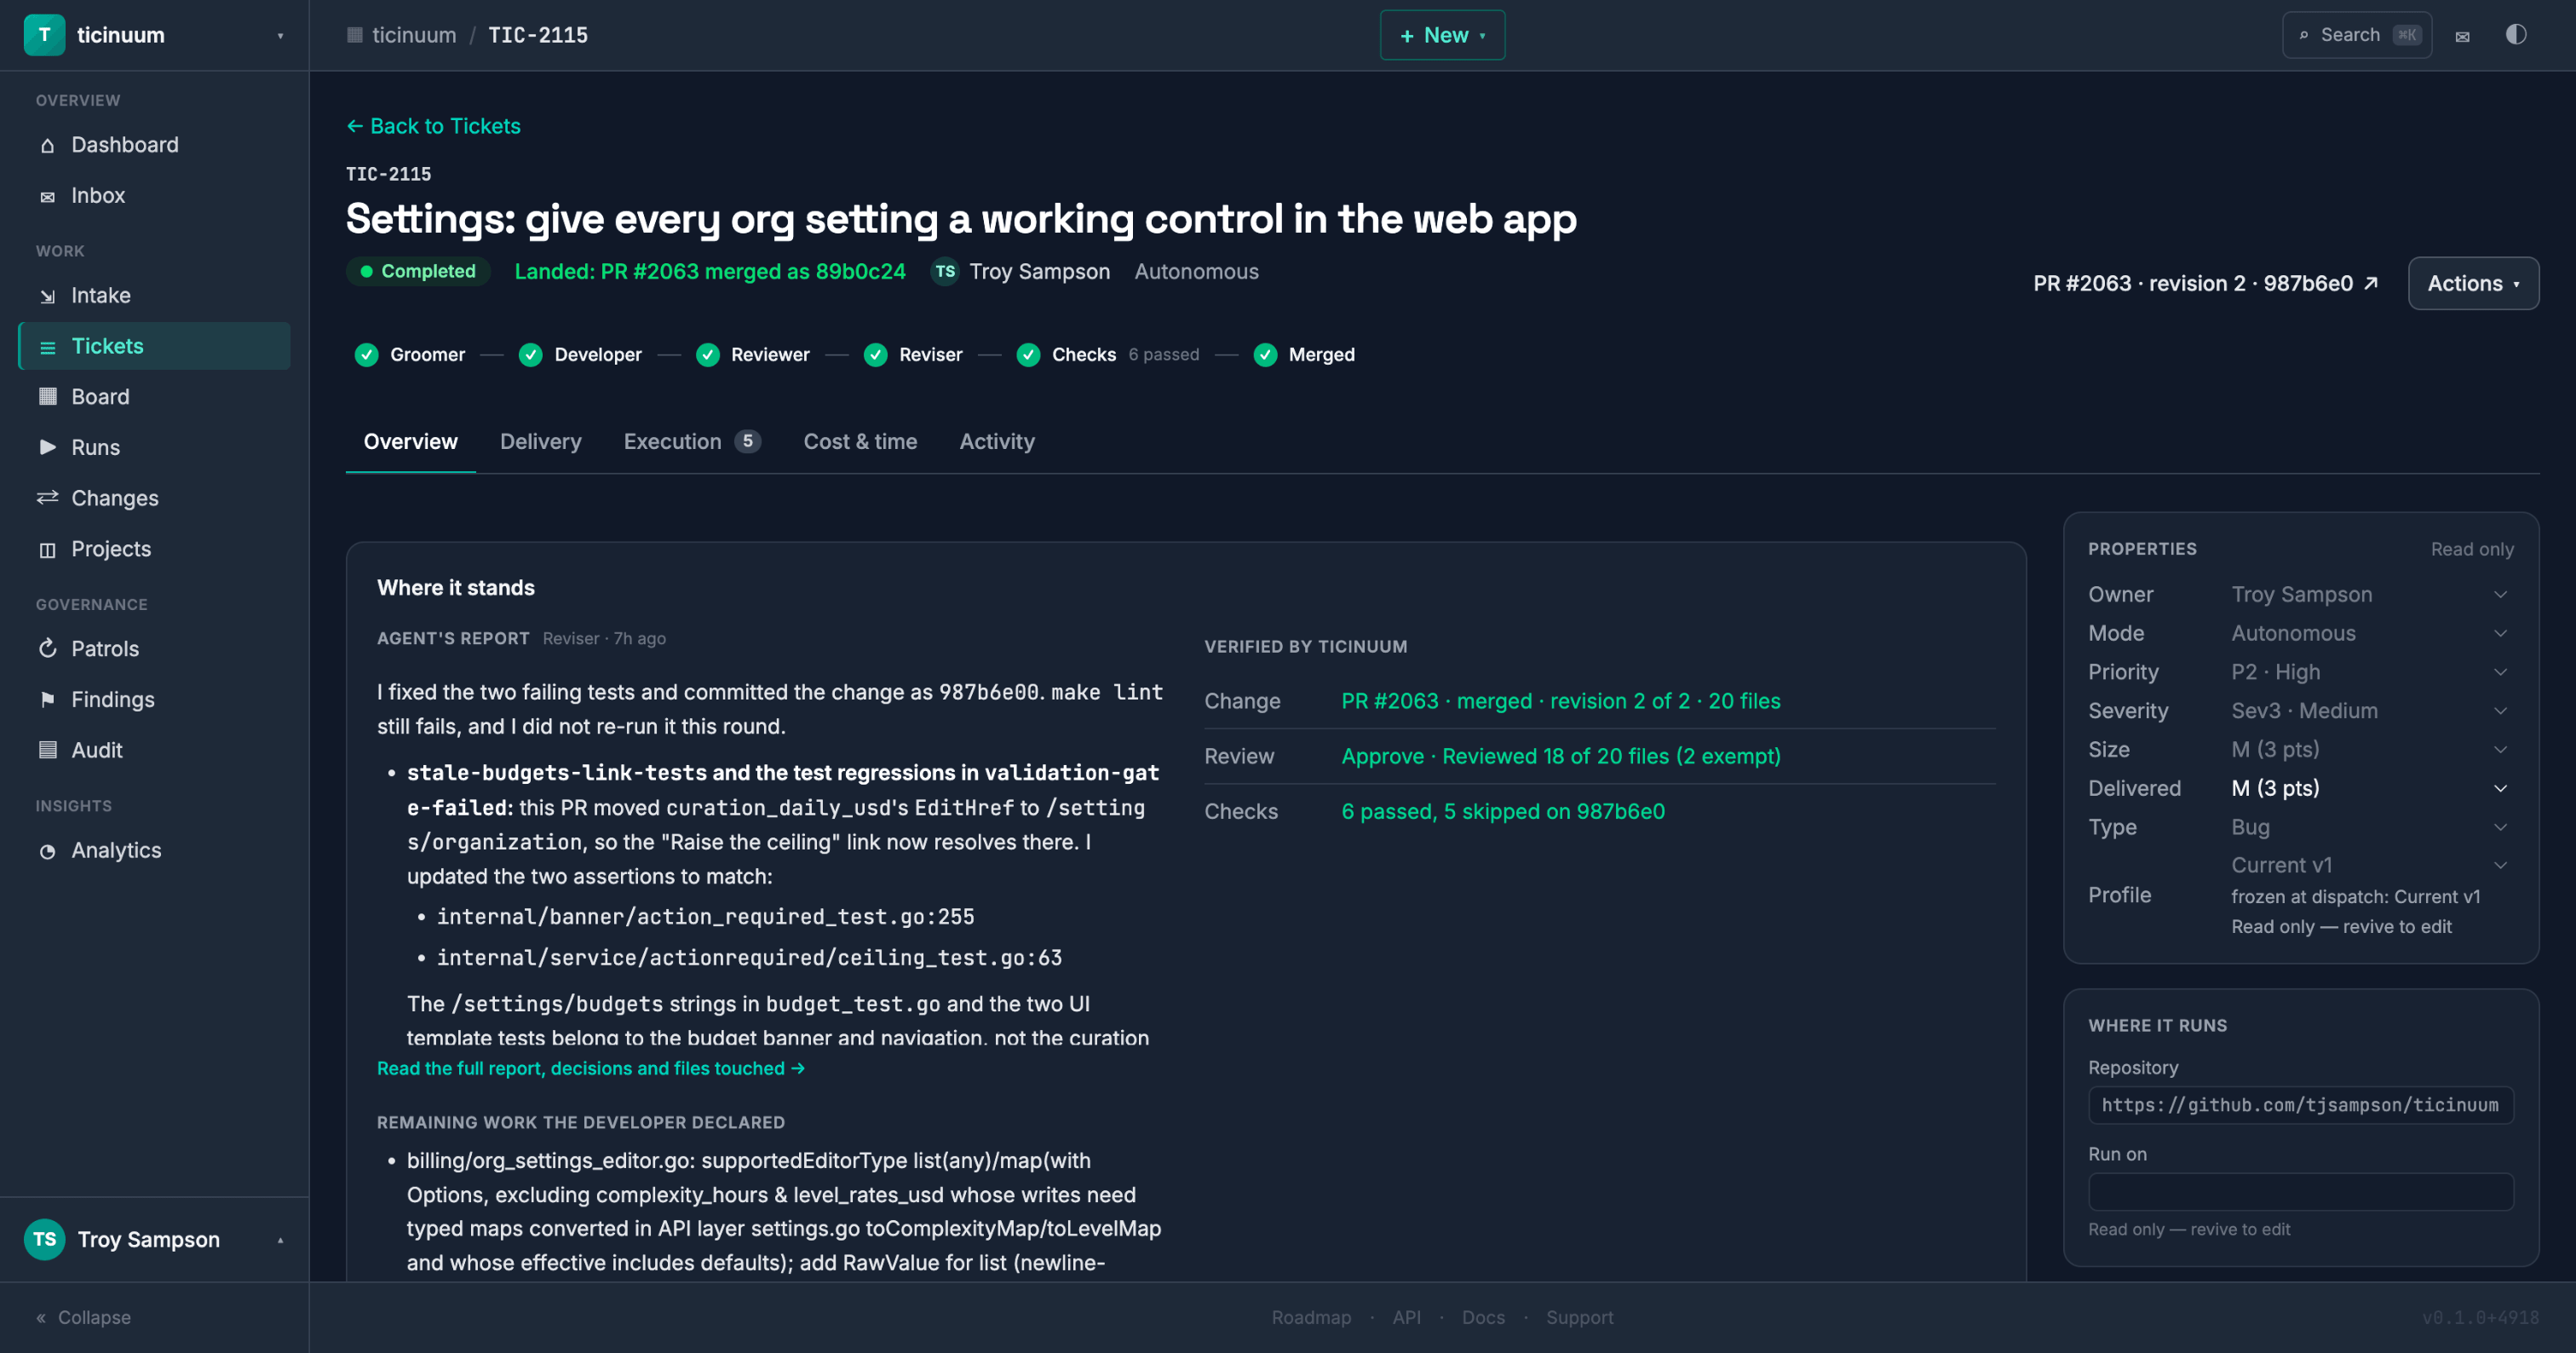 T ticinuum
ticinuum / TIC-2115
+ New
Search ⌘K
OVERVIEW
Dashboard
Inbox
WORK
Intake
Tickets
Board
Runs
Changes
Projects
GOVERNANCE
Patrols
Findings
Audit
INSIGHTS
Analytics
TS Troy Sampson
« Collapse
← Back to Tickets
TIC-2115
Settings: give every org setting a working control in the web app
Completed Landed: PR #2063 merged as 89b0c24 TS Troy Sampson Autonomous
PR #2063 · revision 2 · 987b6e0 ↗
Actions
Groomer — Developer — Reviewer — Reviser — Checks 6 passed — Merged
Overview Delivery Execution 5 Cost & time Activity
Where it stands
AGENT'S REPORT Reviser · 7h ago
I fixed the two failing tests and committed the change as 987b6e00. make lint
still fails, and I did not re-run it this round.
• stale-budgets-link-tests and the test regressions in validation-gat
e-failed: this PR moved curation_daily_usd's EditHref to /setting
s/organization, so the "Raise the ceiling" link now resolves there. I
updated the two assertions to match:
• internal/banner/action_required_test.go:255
• internal/service/actionrequired/ceiling_test.go:63
The /settings/budgets strings in budget_test.go and the two UI
template tests belong to the budget banner and navigation, not the curation
Read the full report, decisions and files touched →
REMAINING WORK THE DEVELOPER DECLARED
• billing/org_settings_editor.go: supportedEditorType list(any)/map(with
Options, excluding complexity_hours & level_rates_usd whose writes need
typed maps converted in API layer settings.go toComplexityMap/toLevelMap
and whose effective includes defaults); add RawValue for list (newline-
VERIFIED BY TICINUUM
Change PR #2063 · merged · revision 2 of 2 · 20 files
Review Approve · Reviewed 18 of 20 files (2 exempt)
Checks 6 passed, 5 skipped on 987b6e0
PROPERTIES Read only
Owner Troy Sampson
Mode Autonomous
Priority P2 · High
Severity Sev3 · Medium
Size M (3 pts)
Delivered M (3 pts)
Type Bug
Profile Current v1
frozen at dispatch: Current v1
Read only — revive to edit
WHERE IT RUNS
Repository
https://github.com/tjsampson/ticinuum
Run on
Read only — revive to edit
Roadmap · API · Docs · Support
v0.1.0+4918